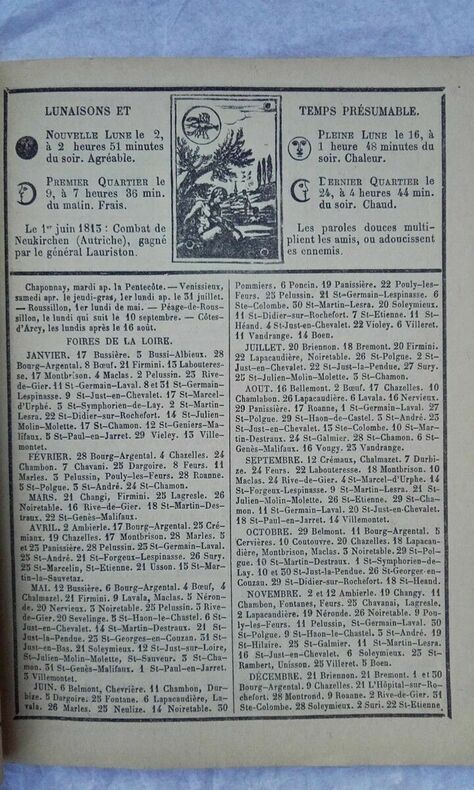 LUNAISONS ET
NOUVELLE LUNE le 2,
à 2 heures 51 minutes
du soir. Agréable.
PREMIER QUARTIER le
9, à 7 heures 36 min.
du matin. Frais.
Le 1er juin 1813 : Combat de
Neukirchen (Autriche), gagné
par le général Lauriston.
TEMPS PRÉSUMABLE.
PLEINE LUNE le 16, à
1 heure 48 minutes du
soir. Chaleur.
DERNIER QUARTIER le
24, à 4 heures 44 min.
du soir. Chaud.
Les paroles douces multi-
plient les amis, ou adoucissent
es ennemis.
Chaponnay, mardi ap. la Pentecôte. — Venissieux,
samedi apr. le jeudi-gras, 1er lundi ap. le 31 juillet.
— Roussillon, 1er lundi de mai. — Péage-de-Rous-
sillon, le lundi qui suit le 10 septembre. — Côtes-
d'Arcy, les lundis après le 16 août.
FOIRES DE LA LOIRE.
JANVIER. 17 Bussière. 3 Bussi-Albieux. 28
Bourg-Argental. 8 Bœuf. 21 Firmini. 13 Laboures-
se. 17 Montbrison. 4 Maclas. 2 Pelussin. 23 Rive-
de-Gier. 11 St-Germain-Laval. 8 et 31 St-Germain-
Lespinasse. 9 St-Just-en-Chevalet. 17 St-Marcel-
d'Urphé. 3 St-Symphorien-de-Lay. 2 St-Martin-
Lesra. 22 St-Didier-sur-Rochefort. 14 St-Julien-
Molin-Molette. 17 St-Chamon. 12 St-Geniers-Ma-
lifaux. 5 St-Paul-en-Jarret. 29 Vieley. 13 Ville-
montet.
FÉVRIER. 28 Bourg-Argental. 4 Chazelles. 24
Chambon. 7 Chavani. 25 Dargoire. 8 Feurs. 11
Marles. 3 Pelussin, Pouly-les-Feurs. 28 Roanne.
5 St-Polgue. 3 St-André. 24 St-Chamon.
MARS. 21 Changi, Firmini. 25 Lagresle. 26
Noiretable. 16 Rive-de-Gier. 18 St-Martin-Des-
traux. 22 St-Genès-Malifaux.
AVRIL. 2 Ambierle. 17 Bourg-Argental. 25 Cré-
miaux. 19 Chazelles. 17 Montbrison. 28 Marles. 5
et 23 Panissière. 28 Pelussin. 23 St-Germain-Laval.
25 St-André. 21 St-Forgeux-Lespinasse. 26 Sury.
25 St-Marcelin, St-Etienne. 21 Usson. 15 St-Mar-
tin-la-Sauvetaz.
MAI. 12 Bussière. 6 Bourg-Argental. 4 Bœuf, 4
Chalmazel. 21 Firmini. 9 Lavala, Maclas. 5 Néron-
de. 20 Nervieux. 3 Noiretable. 25 Pelussin. 3 Rive-
de-Gier. 20 Sevelinge. 5 St-Haon-le-Chastel. 6 St-
Just-en-Chevalet. 14 St-Martin-Destraux. 21 St-
Just-la-Pendue. 23 St-Georges-en-Couzan. 31 St-
Just-en-Bas. 21 Soleymieux. 12 St-Just-sur-Loire,
St-Julien-Molin-Molette, St-Sauveur. 3 St-Cha-
mon. 31 St-Genès-Malifaux. 1 St-Paul-en-Jarret.
3 Villemontet.
JUIN. 6 Belmont, Chevrière. 11 Chambon, Dur-
bize. 5 Dargoire. 25 Fontane. 6 Lapacaudière, La-
vala. 26 Marles. 25 Neulize. 14 Noiretable. 30
Pommiers. 6 Poncin. 19 Panissière. 22 Pouly-les-
Feurs. 25 Pelussin. 21 St-Germain-Lespinasse. 6
Ste-Colombe. 30 St-Martin-Lesra. 20 Soleymieux.
11 St-Didier-sur-Rochefort. 7 St-Etienne. 11 St-
Héand. 4 St-Just-en-Chevalet. 22 Violey. 6 Villeret.
11 Vandrange. 14 Boen.
JUILLET. 20 Briennon. 18 Bremont. 20 Firmini.
22 Lapacaudière, Noiretable. 26 St-Polgue. 2 St-
Etienne. 22 St-Just-la-Pendue. 27 Sury.
25 St-Julien-Molin-Molette. 3 St-Chamon.
AOUT. 16 Bellemont. 2 Bœuf. 17 Chazelles. 10
Chamlabon. 26 Lapacaudière. 6 Lavala. 16 Nervieux.
29 Panissière. 17 Roanne, 1 St-Germain-Laval. 27
St-Polgue. 29 St-Haon-de-Castel. 3 St-André. 23
St-Just-en-Chevalet. 13 Ste-Colombe. 10 St-Mar-
tin-Destraux. 24 St-Galmier. 28 St-Chamon. 6 St-
Genès-Malifaux. 16 Vougy. 23 Vandrange.
SEPTEMBRE. 12 Crémaux, Chalmazet. 7 Durbi-
ze. 24 Feurs. 22 Labouteresse. 18 Montbrison. 10
Maclas. 24 Rive-de-Gier. 4 St-Marcel-d'Urphé. 14
St-Forgeux-Lespinasse. 9 St-Martin-Lesra. 21 St-
Julien-Molin-Molette. 26 St-Etienne. 29 St-Cha-
mon. 11 St-Germain-Laval. 20 St-Just-en-Chevalet.
18 St-Paul-en-Jarret. 14 Villemontet.
OCTOBRE. 29 Belmont. 11 Bourg-Argental. 5
Cervières. 10 Coutouvre. 20 Chazelles. 18 Lapacau-
dière, Montbrison, Maclas. 3 Noiretable. 29 St-Pol-
gue. 10 St-Martin-Destraux. 1 St-Symphorien-de-
Lay. 10 et 30 St-Just-la-Pendue. 26 St-Georger-en-
Couzan. 29 St-Didier-sur-Rochefort. 18 St-Heand.
NOVEMBRE. 2 et 12 Ambierle. 19 Changy. 11
Chambon, Fontanes, Feurs. 25 Chavanai, Lagresle.
2 Lapacaudière, 19 Néronde. 26 Noiretable. 9 Pou-
ly-les-Feurs. 11 Pelussin, St-Germain-Laval. 30
St-Polgue. 9 St-Haon-le-Chastel. 3 St-André. 19
St-Hilaire. 25 St-Galmier. 11 St-Martin-Lesra.
16 St-Just-en-Chevalet. 6 Soleymieux. 23 St-
Rambert, Unisson. 25 Villeret. 5 Boen.
DÉCEMBRE. 21 Briennon. 21 Bremont. 1 et 30
Bourg-Argental. 9 Chazelles. 21 L'Hôpital-sur-Ro-
chefort. 28 Montrond. 9 Roanne. 2 Rive-de-Gier. 31
Ste-Colombe. 28 Soleymieux. 2 Suri. 22 St-Etienne